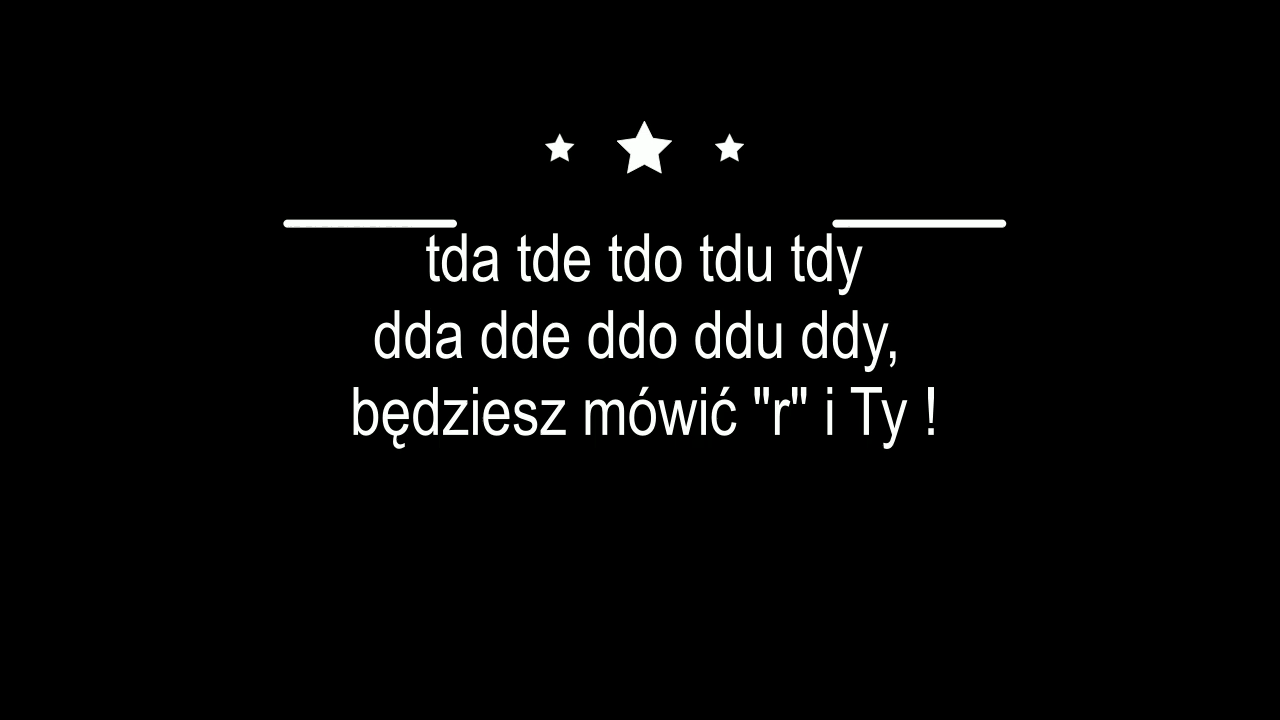 tda tde tdo tdu tdy
dda dde ddo ddu ddy,
będziesz mówić "r" i Ty !